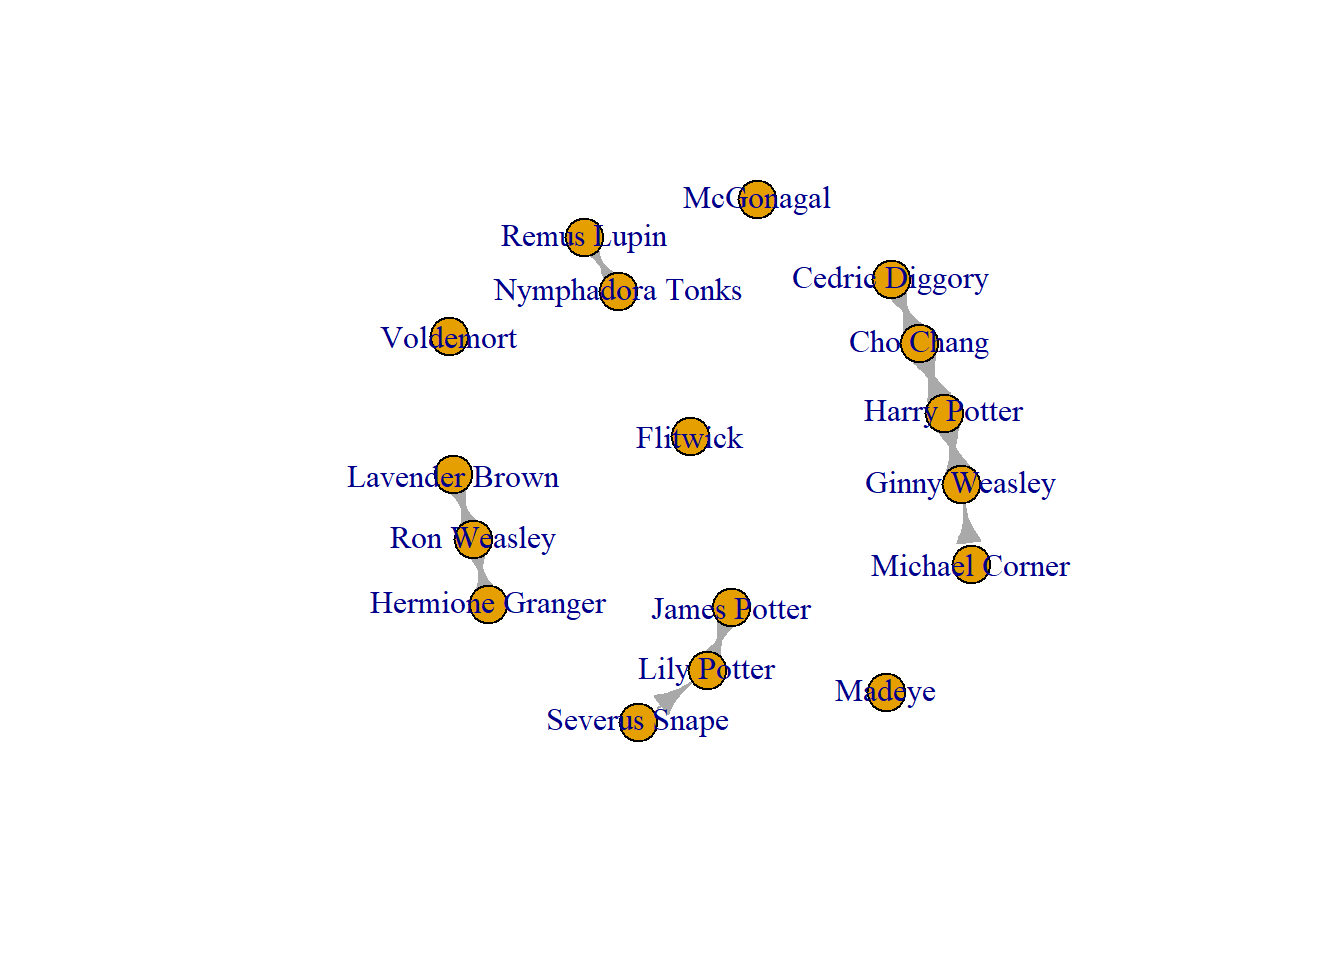 McGonagal
Remus Lupin
Cedric Diggory
Nymphadora Tonks
Voldemort
Cho Chang
Harry Potter
Flitwick
Lavender Brown
Ginny Weasley
Ron Weasley
Michael Corner
Hermione Granger
James Potter
Lily Potter
Madeye
Severus Snape